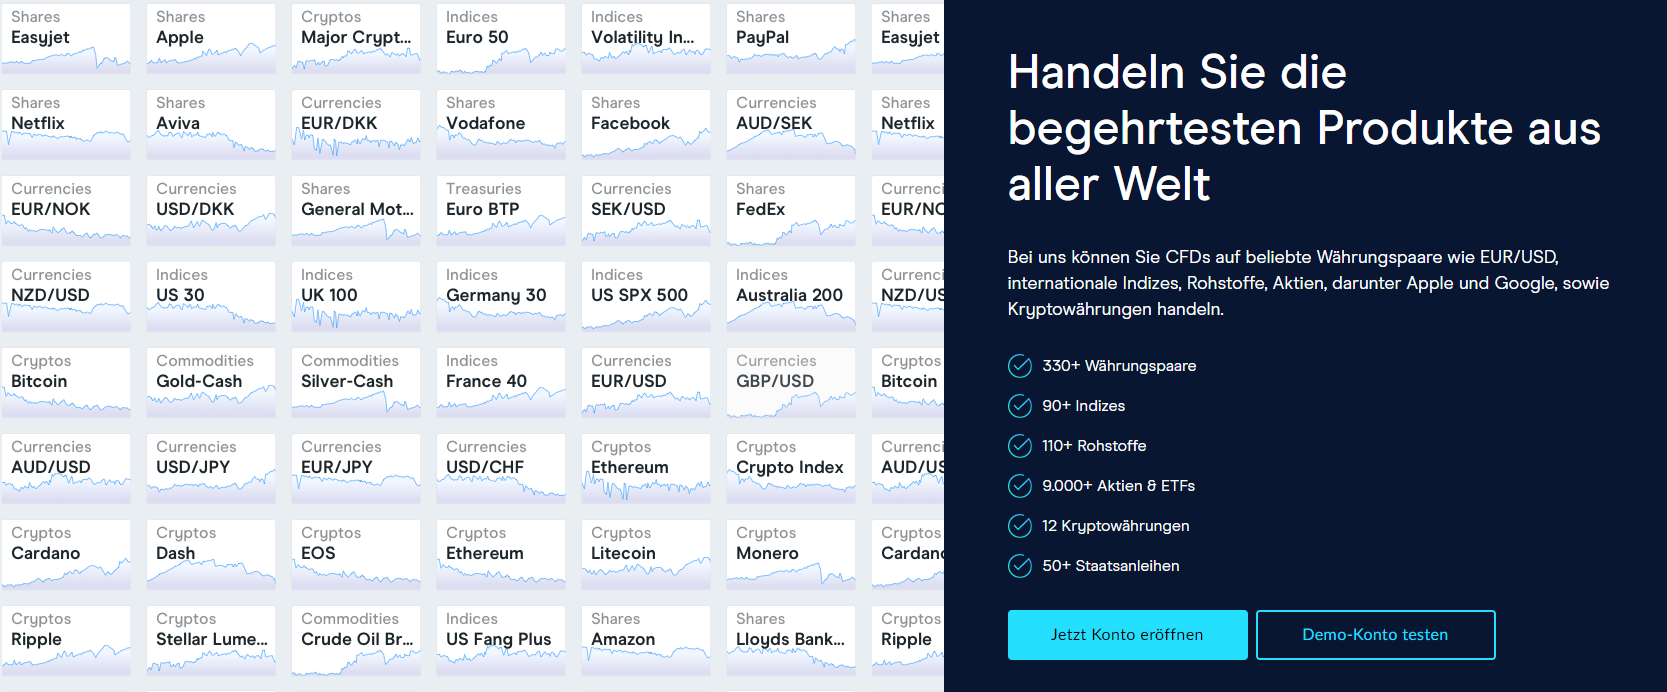 Shares
Easyjet
Shares
Apple
Cryptos
Major Crypt...
Indices
Euro 50
Indices
Volatility In...
Shares
PayPal
Shares
Easyjet
Shares
Netflix
Shares
Aviva
Currencies
EUR/DKK
Shares
Vodafone
Shares
Facebook
Currencies
AUD/SEK
Shares
Netflix
Currencies
EUR/NOK
Currencies
USD/DKK
Shares
General Mot...
Treasuries
Euro BTP
Currencies
SEK/USD
Shares
FedEx
Currenci
EUR/NO
Currencies
NZD/USD
Indices
US 30
Indices
UK 100
Indices
Germany 30
Indices
US SPX 500
Indices
Australia 200
Currenci
NZD/US
Cryptos
Bitcoin
Commodities
Gold-Cash
Commodities
Silver-Cash
Indices
France 40
Currencies
EUR/USD
Currencies
GBP/USD
Cryptos
Bitcoin
Currencies
AUD/USD
Currencies
USD/JPY
Currencies
EUR/JPY
Currencies
USD/CHF
Cryptos
Ethereum
Cryptos
Crypto Index
Currenci
AUD/US
Cryptos
Cardano
Cryptos
Dash
Cryptos
EOS
Cryptos
Ethereum
Cryptos
Litecoin
Cryptos
Monero
Cryptos
Cardano
Cryptos
Ripple
Cryptos
Stellar Lume...
Commodities
Crude Oil Br...
Indices
US Fang Plus
Shares
Amazon
Shares
Lloyds Bank...
Cryptos
Ripple
Handeln Sie die
begehrtesten Produkte aus
aller Welt
Bei uns können Sie CFDs auf beliebte Währungspaare wie EUR/USD,
internationale Indizes, Rohstoffe, Aktien, darunter Apple und Google, sowie
Kryptowährungen handeln.
330+ Währungspaare
90+ Indizes
110+ Rohstoffe
9.000+ Aktien & ETFs
12 Kryptowährungen
50+ Staatsanleihen
Jetzt Konto eröffnen
Demo-Konto testen